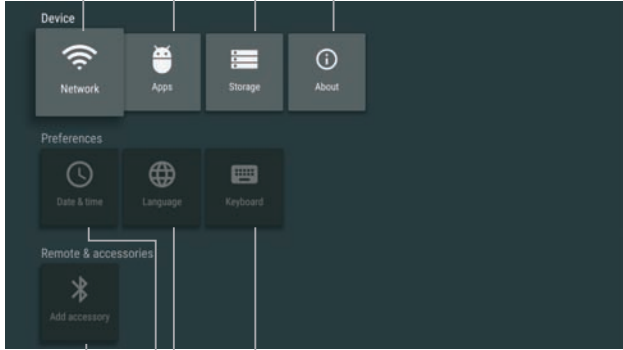 Device
Network Apps Storage About
Preferences
Date & time Language Keyboard
Remote & accessories
Add accessory